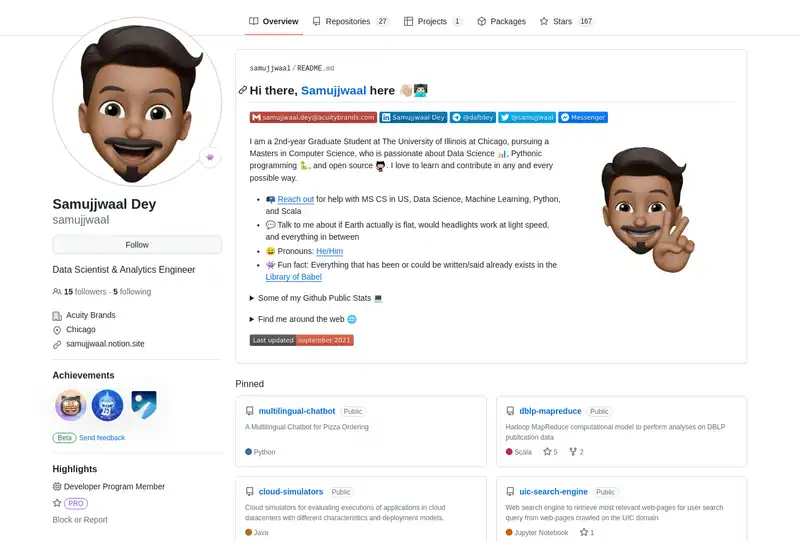 Overview
Repositories 27
Projects 1
Packages
Stars 167
samujjwaal/README.md
Hi there, Samujjwaal here
samujjwaal.dey@acuitybrands.com
Samujjwaal Dey
@daftdey
@samujjwaal
Messenger
I am a 2nd-year Graduate Student at The University of Illinois at Chicago, pursuing a
Masters in Computer Science, who is passionate about Data Science 📊, Pythonic
programming 🐍, and open source. I love to learn and contribute in any and every
possible way.
• 📫 Reach out for help with MS CS in US, Data Science, Machine Learning, Python,
and Scala
• 💬 Talk to me about if Earth actually is flat, would headlights work at light speed,
and everything in between
• 😄 Pronouns: He/Him
• 👾 Fun fact: Everything that has been or could be written/said already exists in the
Library of Babel
Some of my Github Public Stats 💻
Find me around the web 🌐
Last updated september 2021
Samujjwaal Dey
samujjwaal
Follow
Data Scientist & Analytics Engineer
15 followers · 5 following
Acuity Brands
Chicago
samujjwaal.notion.site
Achievements
Beta Send feedback
Highlights
Developer Program Member
PRO
Block or Report
Pinned
multilingual-chatbot Public
A Multilingual Chatbot for Pizza Ordering
Python
dblp-mapreduce Public
Hadoop MapReduce computational model to perform analyses on DBLP
publication data
Scala 5 2
cloud-simulators Public
Cloud simulators for evaluating executions of applications in cloud
datacenters with different characteristics and deployment models.
Java
uic-search-engine Public
Web search engine to retrieve most relevant web-pages for user search
query from web-pages crawled on the UIC domain
Jupyter Notebook 1